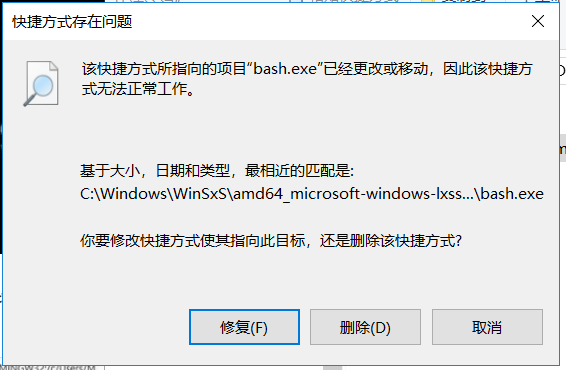 快捷方式存在问题
该快捷方式所指向的项目“bash.exe”已经更改或移动，因此该快捷方
式无法正常工作。
基于大小，日期和类型，最相近的匹配是:
C:\Windows\WinSxS\amd64_microsoft-windows-lxss...\bash.exe
你要修改快捷方式使其指向此目标，还是删除该快捷方式?
修复(F)
删除(D)
取消